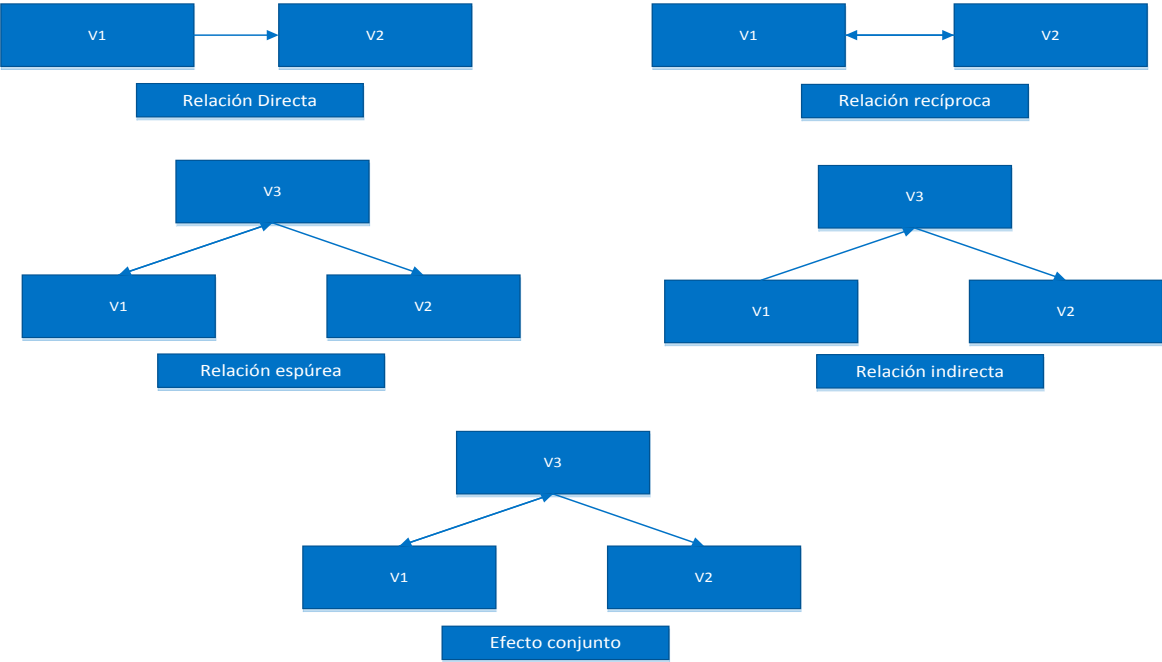 V1
V2
Relación Directa
V1
V2
Relación recíproca
V3
V1
V2
Relación espúrea
V3
V1
V2
Relación indirecta
V3
V1
V2
Efecto conjunto